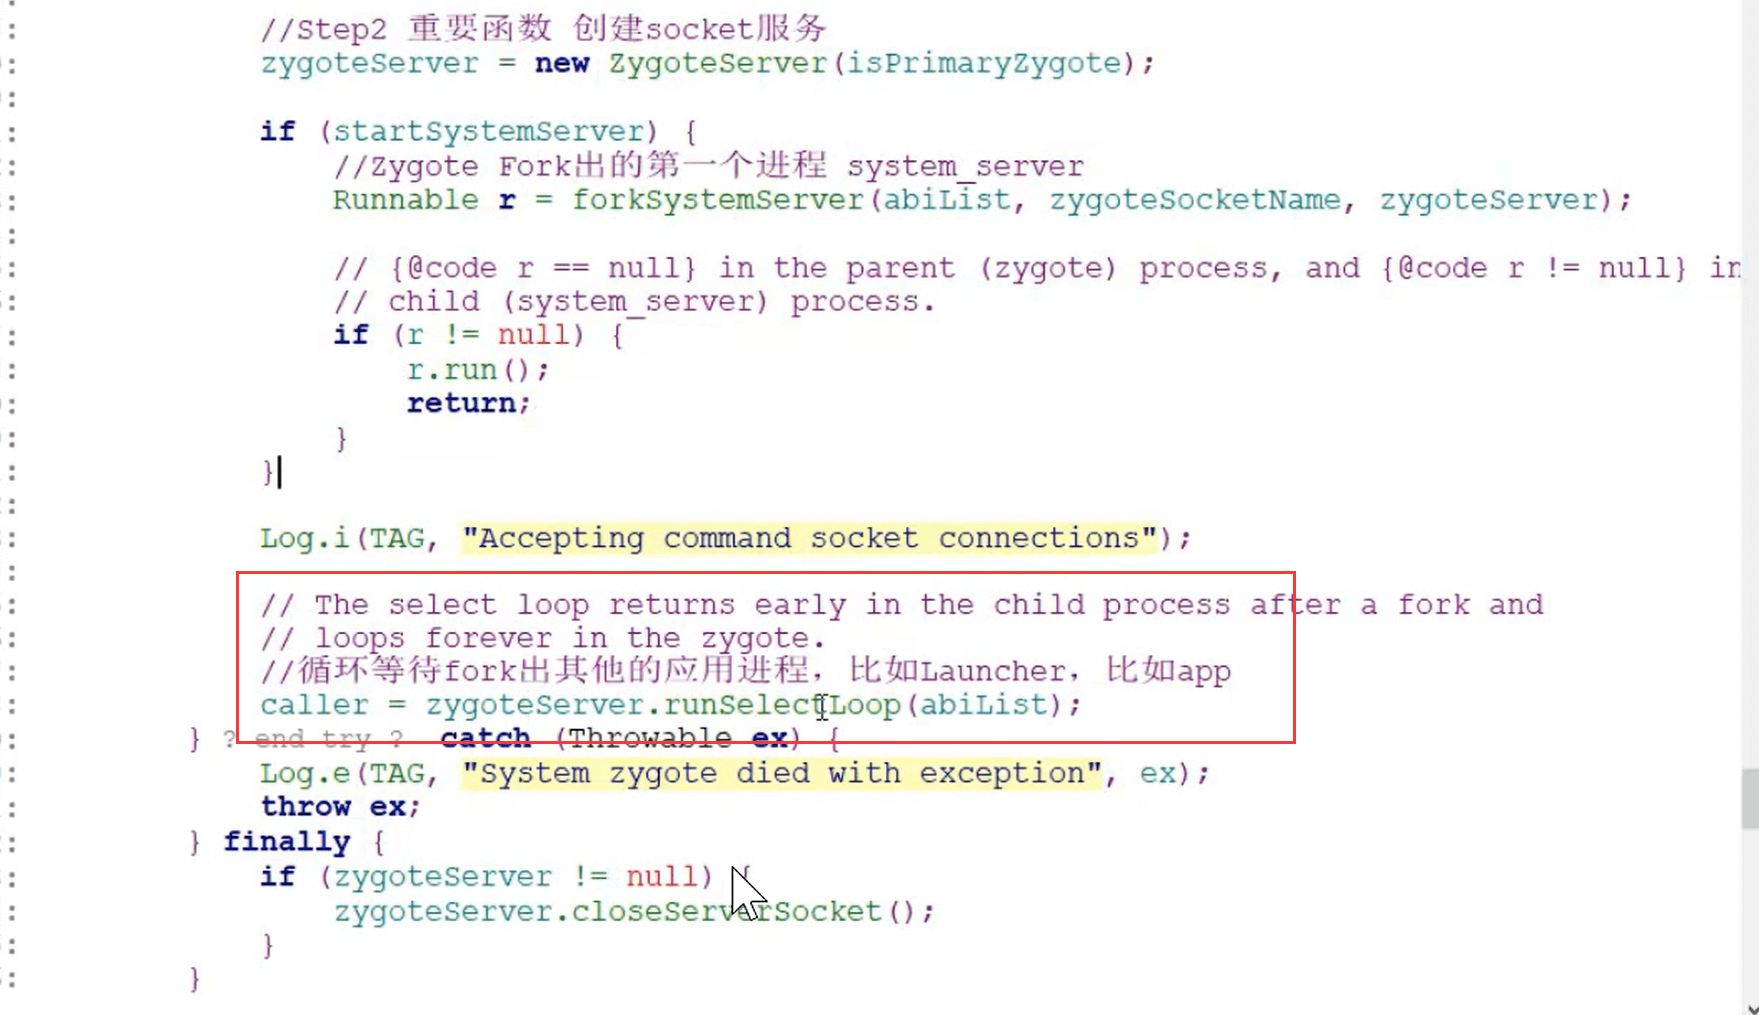 //Step2 重要函数 创建socket服务
zygoteServer = new ZygoteServer(isPrimaryZygote);
if (startSystemServer) {
//Zygote Fork出的第一个进程 system_server
Runnable r = forkSystemServer(abiList, zygoteSocketName, zygoteServer);
// {@code r == null} in the parent (zygote) process, and {@code r != null} in
// child (system_server) process.
if (r != null) {
r.run();
return;
}
}
Log.i(TAG, "Accepting command socket connections");
// The select loop returns early in the child process after a fork and
// loops forever in the zygote.
//循环等待fork出其他的应用进程，比如Launcher，比如app
caller = zygoteServer.runSelectLoop(abiList);
} ? end try ? catch (Throwable ex) {
Log.e(TAG, "System zygote died with exception", ex);
throw ex;
} finally {
if (zygoteServer != null) {
zygoteServer.closeServerSocket();
}
}